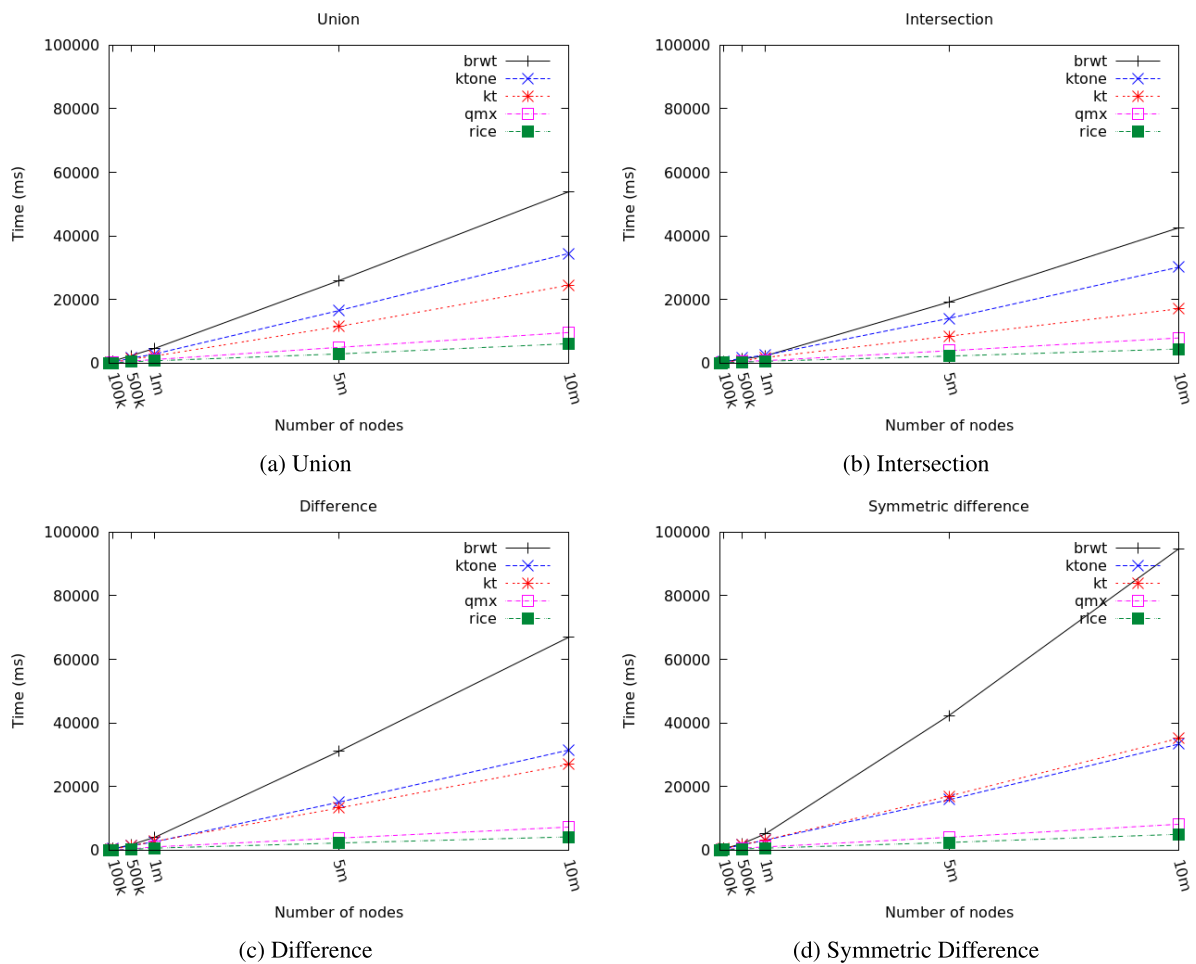 Union
100000
80000
60000
40000
20000
0
Time (ms)
brwt
ktone
kt
qmx
rice
100k
500k
1m
5m
10m
Number of nodes
(a) Union
Intersection
100000
80000
60000
40000
20000
0
Time (ms)
brwt
ktone
kt
qmx
rice
100k
500k
1m
5m
10m
Number of nodes
(b) Intersection
Difference
100000
80000
60000
40000
20000
0
Time (ms)
brwt
ktone
kt
qmx
rice
100k
500k
1m
5m
10m
Number of nodes
(c) Difference
Symmetric difference
100000
80000
60000
40000
20000
0
Time (ms)
brwt
ktone
kt
qmx
rice
100k
500k
1m
5m
10m
Number of nodes
(d) Symmetric Difference